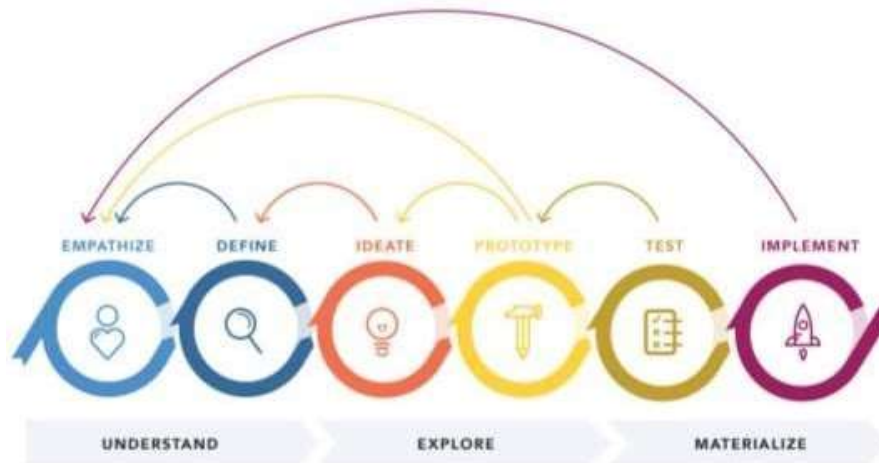 EMPATHIZE DEFINE IDEATE PROTOTYPE TEST IMPLEMENT
UNDERSTAND EXPLORE MATERIALIZE